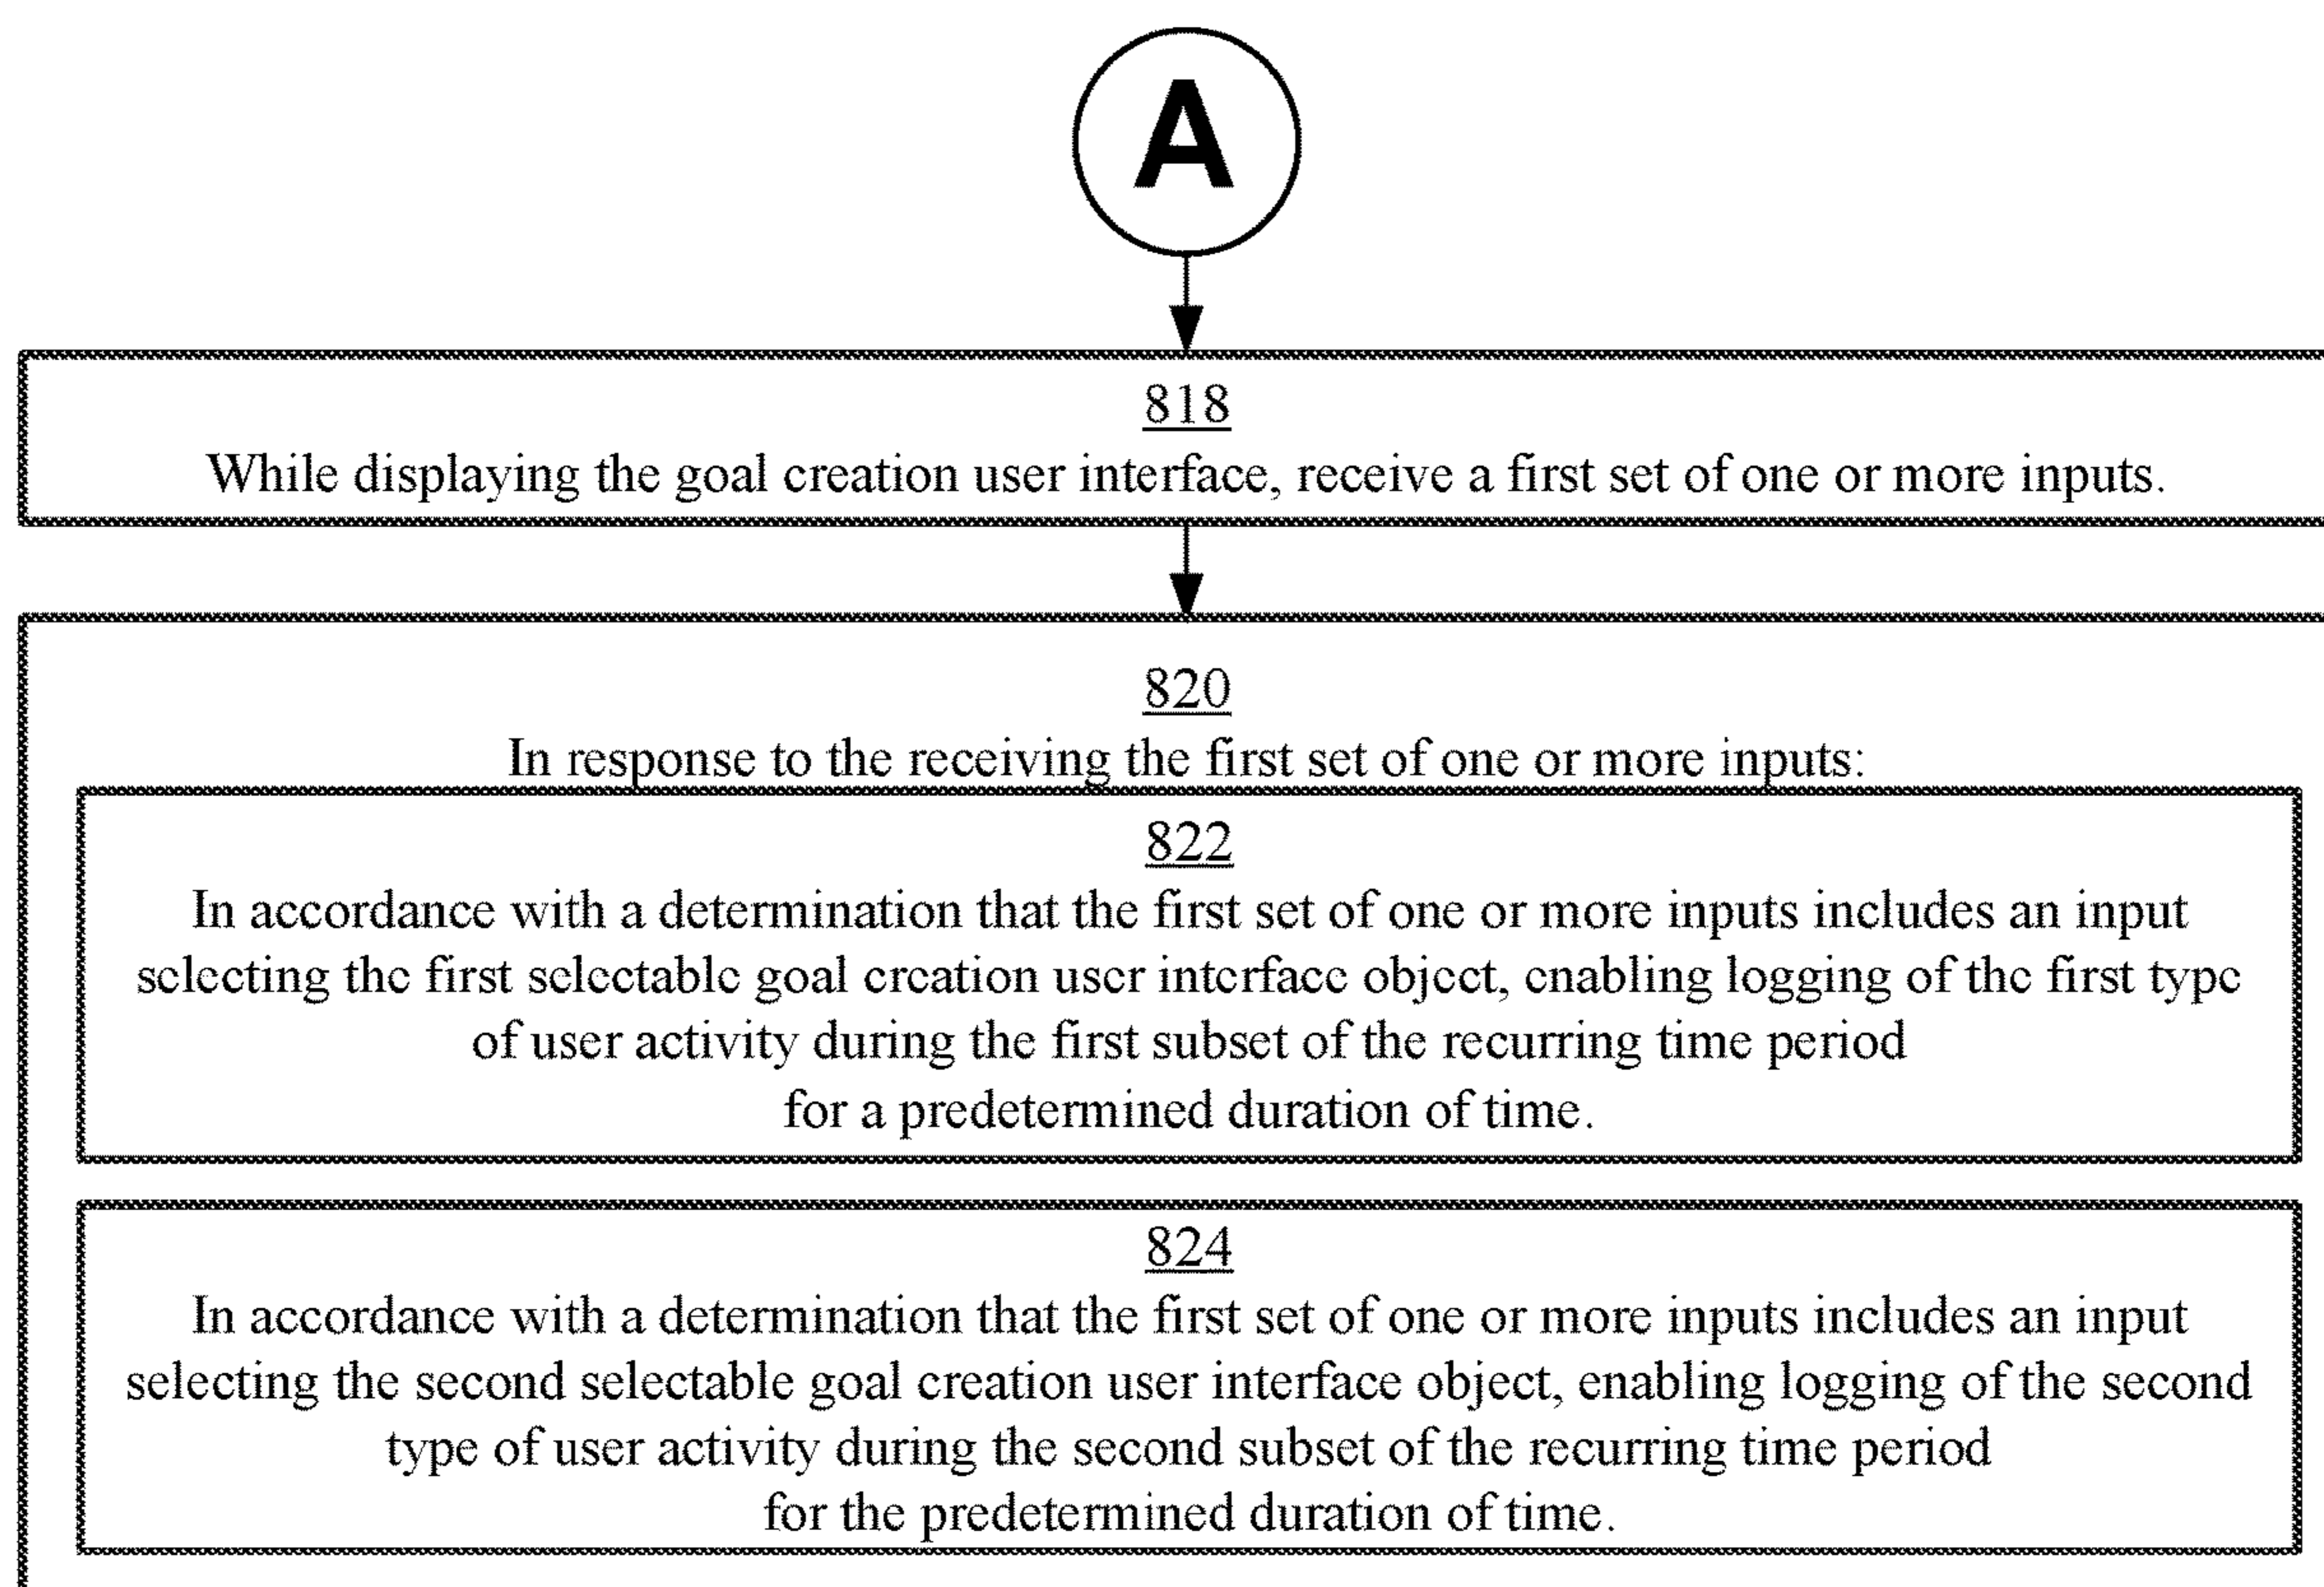 A
818
While displaying the goal creation user interface, receive a first set of one or more inputs.
820
In response to the receiving the first set of one or more inputs:
822
In accordance with a determination that the first set of one or more inputs includes an input
selecting the first selectable goal creation user interface object, enabling logging of the first type
of user activity during the first subset of the recurring time period
for a predetermined duration of time.
824
In accordance with a determination that the first set of one or more inputs includes an input
selecting the second selectable goal creation user interface object, enabling logging of the second
type of user activity during the second subset of the recurring time period
for the predetermined duration of time.